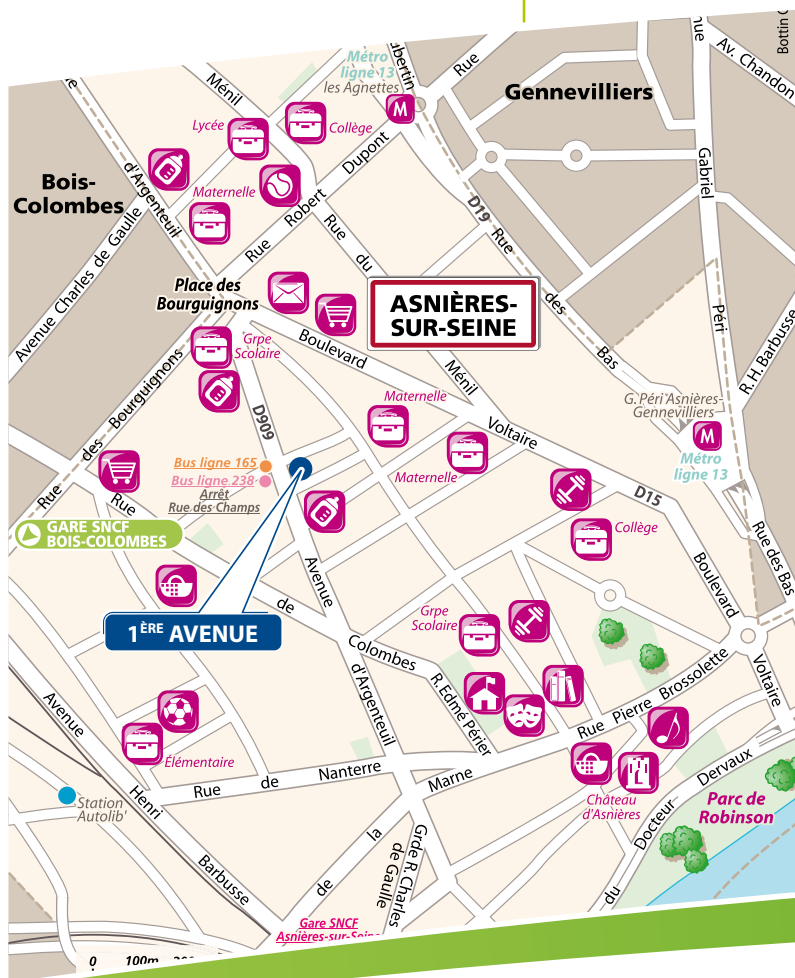 Bottin
Av. Chandon
Rue
Métro
ligne 13
les Agnettes
Ménil
Gennevilliers
M
Lycée
Collège
Dupont
Gabriel
d'Argenteuil
Bois-
Colombes
Maternelle
Robert
D19
Rue
Avenue Charles de Gaulle
Rue
Rue
du
Place des
Bourguignons
des
ASNIÈRES-
SUR-SEINE
Péri
R.H.Barbusse
Grpe
Scolaire
Boulevard
Bas
Ménil
Rue des Bourguignons
Maternelle
G. Péri Asnières-
Gennevilliers
D909
Voltaire
M
Métro
ligne 13
Bus ligne 165
Bus ligne 238
Arrêt
Rue des Champs
Maternelle
D15
Rue
GARE SNCF
BOIS-COLOMBES
Collège
Rue des Bas
Avenue
Boulevard
de
1ÈRE AVENUE
Grpe
Scolaire
Colombes
Voltaire
d'Argenteuil
R.Edmé Périer
Rue Pierre Brossolette
Avenue
Élémentaire
Rue de Nanterre
Marne
Dervaux
Château
d'Asnières
Parc de
Robinson
Station
Autolib'
Henri
Docteur
la
Grde R. Charles
de Gaulle
Barbusse
de
du
Gare SNCF
Asnières-sur-Seine
0 100m